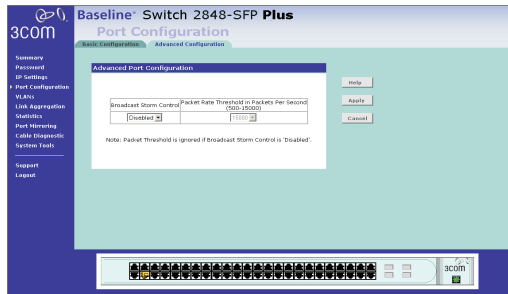 3COM
Baseline Switch 2848-SFP Plus
Port Configuration
Basic Configuration
Advanced Configuration
Summary
Password
IP Settings
Port Configuration
VLANs
Link Aggregation
Statistics
Port Mirroring
Cable Diagnostic
System Tools
Support
Logout
Advanced Port Configuration
Broadcast Storm Control
Packet Rate Threshold in Packets Per Second
(500-15000)
Disabled
15000
Note: Packet Threshold is ignored if Broadcast Storm Control is 'Disabled'.
Help
Apply
Cancel
3COM